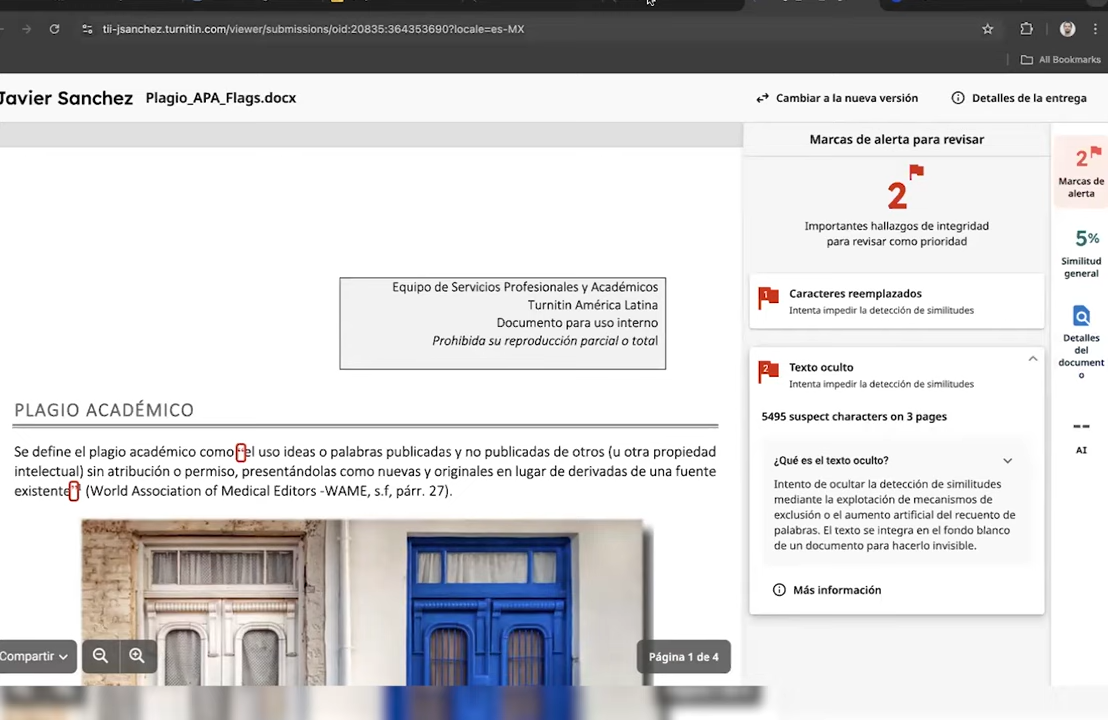 tii-jsanchez.turnitin.com/viewer/submissions/oid:20835:364353690?locale=es-MX
All Bookmarks
Javier Sanchez
Plagio_APA_Flags.docx
Cambiar a la nueva versión
Detalles de la entrega
Marcas de alerta para revisar
2
Importantes hallazgos de integridad
para revisar como prioridad
1
Caracteres reemplazados
Intenta impedir la detección de similitudes
2
Texto oculto
Intenta impedir la detección de similitudes
5495 suspect characters on 3 pages
¿Qué es el texto oculto?
Intento de ocultar la detección de similitudes
mediante la explotación de mecanismos de
exclusión o el aumento artificial del recuento de
palabras. El texto se integra en el fondo blanco
de un documento para hacerlo invisible.
Más información
2
Marcas de
alerta
5%
Similitud
general
Detalles
del
document
o
--
AI
Equipo de Servicios Profesionales y Académicos
Turnitin América Latina
Documento para uso interno
Prohibida su reproducción parcial o total
PLAGIO ACADÉMICO
Se define el plagio académico como "el uso ideas o palabras publicadas y no publicadas de otros (u otra propiedad
intelectual) sin atribución o permiso, presentándolas como nuevas y originales en lugar de derivadas de una fuente
existente" (World Association of Medical Editors -WAME, s.f, párr. 27).
Compartir
Página 1 de 4